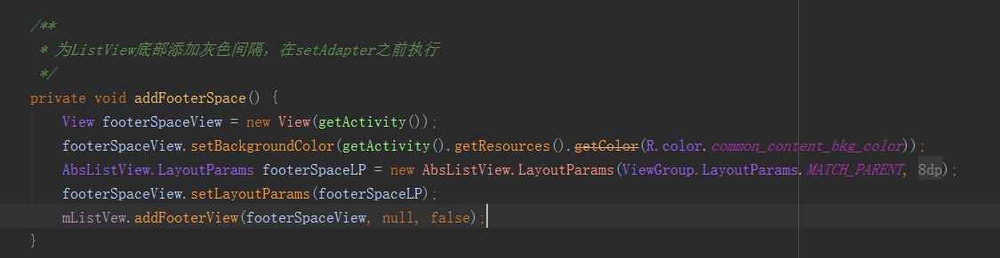 /**
* 为ListView底部添加灰色间隔，在setAdapter之前执行
*/
private void addFooterSpace() {
View footerSpaceView = new View(getActivity());
footerSpaceView.setBackgroundColor(getActivity().getResources().getColor(R.color.common_content_bkg_color));
AbsListView.LayoutParams footerSpaceLP = new AbsListView.LayoutParams(ViewGroup.LayoutParams.MATCH_PARENT, 8dp);
footerSpaceView.setLayoutParams(footerSpaceLP);
mListVew.addFooterView(footerSpaceView, null, false);
}